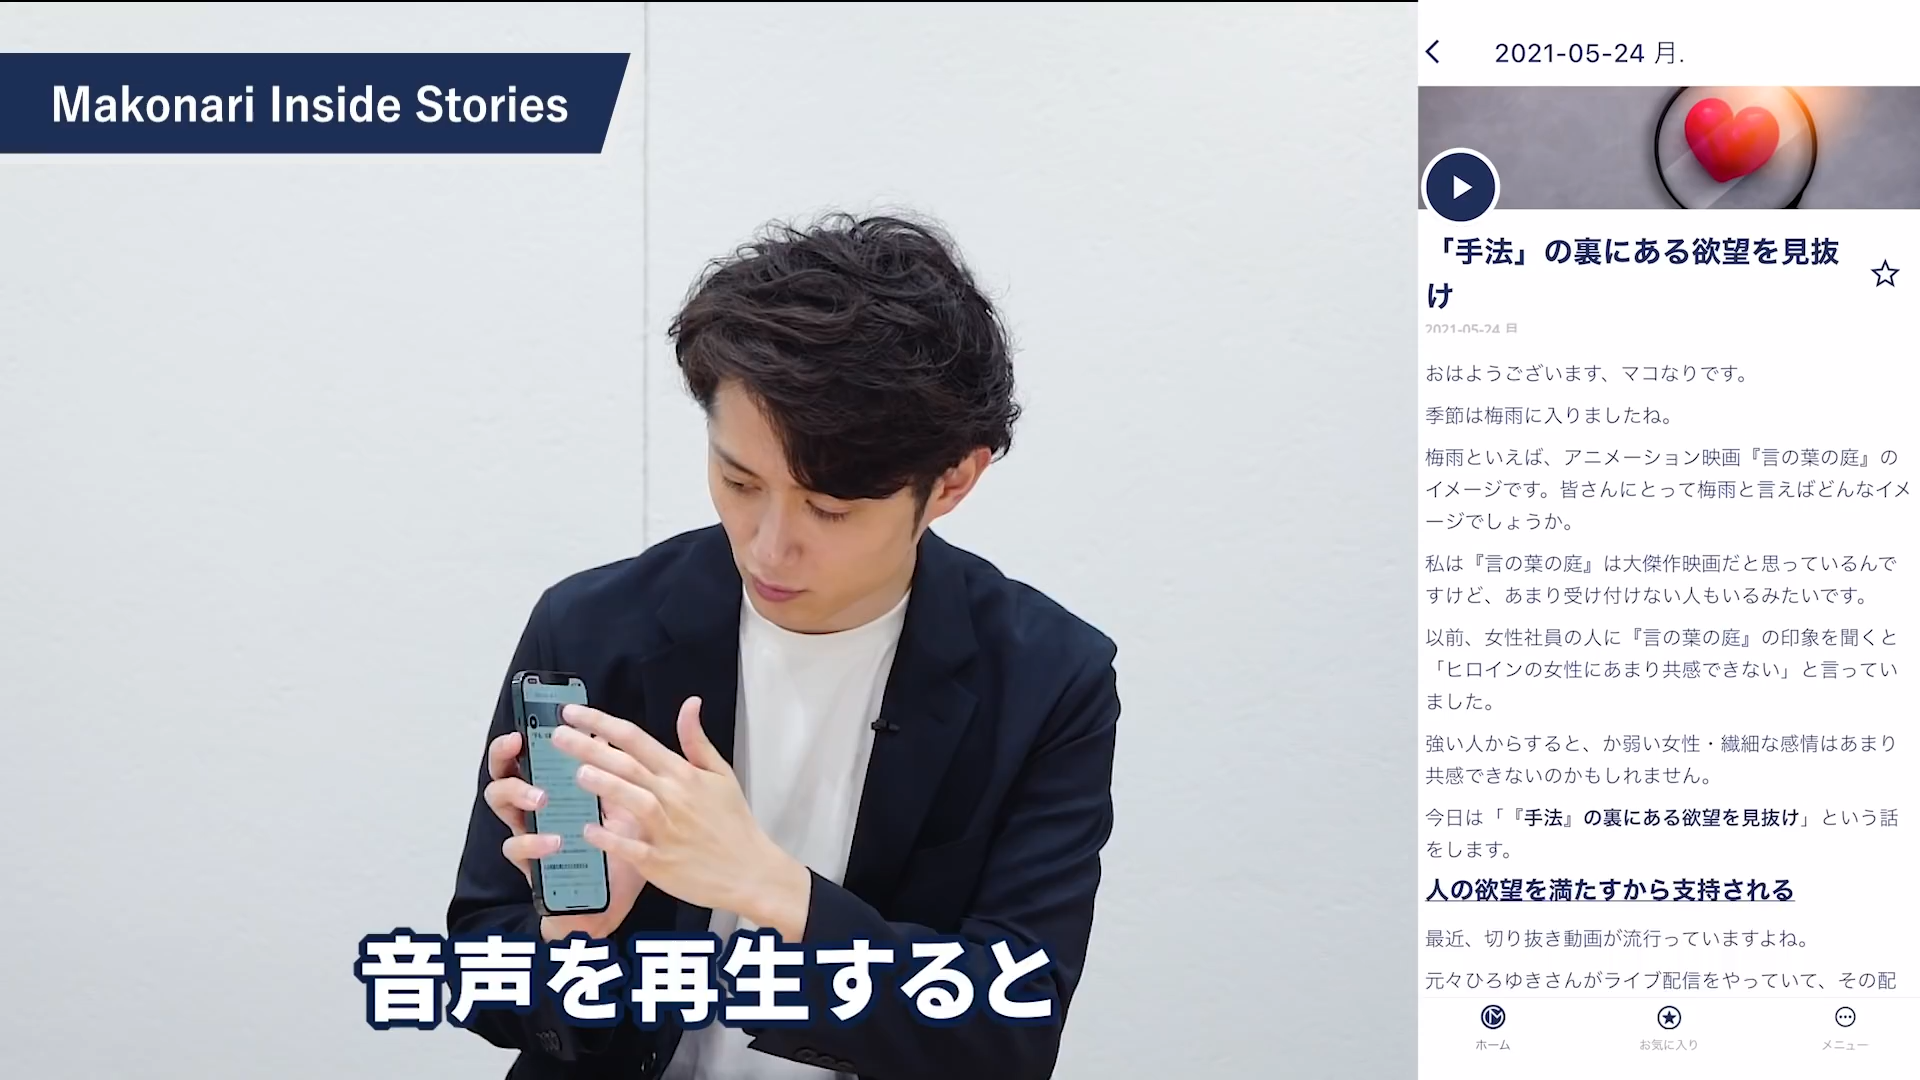 Makonari Inside Stories
音声を再生すると
2021-05-24 月.
「手法」の裏にある欲望を見抜
け
2021-05-24 月
おはようございます、マコなりです。
季節は梅雨に入りましたね。
梅雨といえば、アニメーション映画『言の葉の庭』の
イメージです。皆さんにとって梅雨と言えばどんなイメ
ージでしょうか。
私は『言の葉の庭』は大傑作映画だと思っているんで
すけど、あまり受け付けない人もいるみたいです。
以前、女性社員の人に『言の葉の庭』の印象を聞くと
「ヒロインの女性にあまり共感できない」と言ってい
ました。
強い人からすると、か弱い女性・繊細な感情はあまり
共感できないのかもしれません。
今日は「『手法』の裏にある欲望を見抜け」という話
をします。
人の欲望を満たすから支持される
最近、切り抜き動画が流行っていますよね。
元々ひろゆきさんがライブ配信をやっていて、その配
ホーム
お気に入り
メニュー